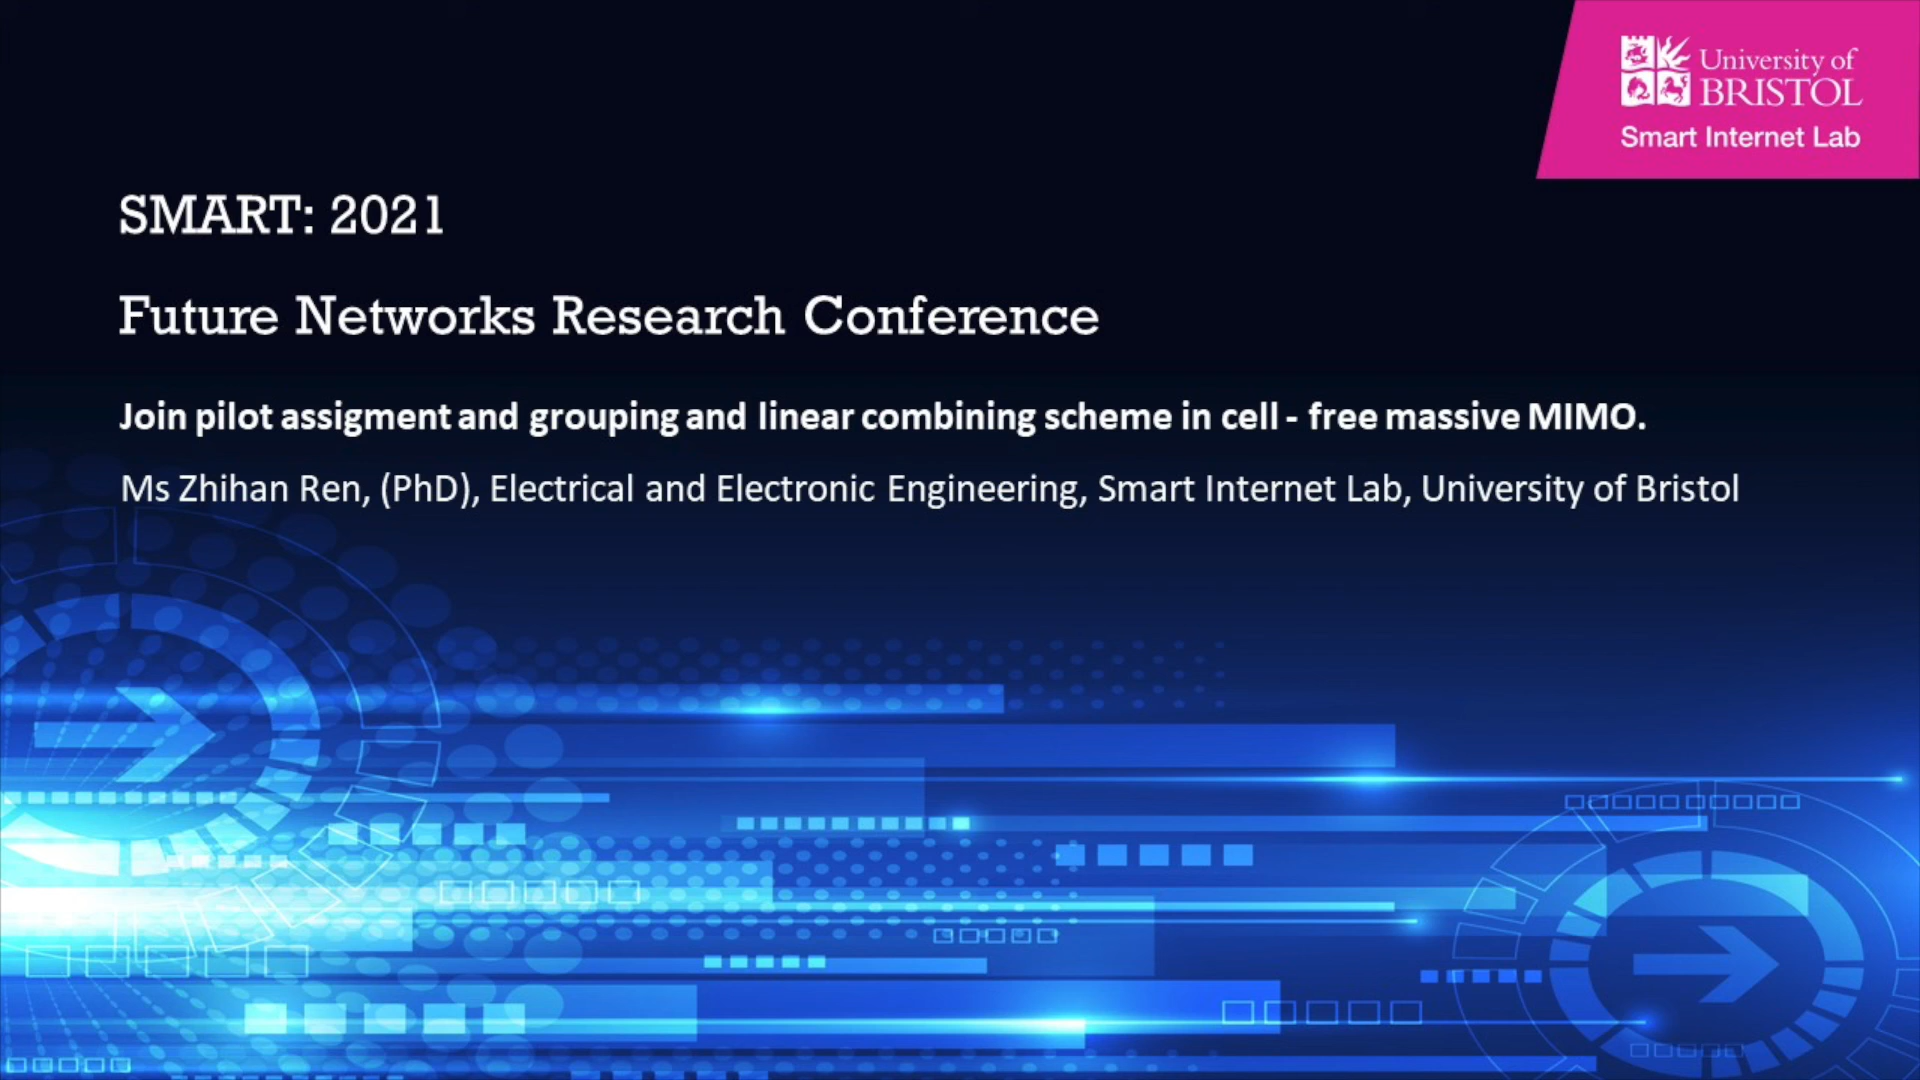 University of
BRISTOL
Smart Internet Lab
SMART: 2021
Future Networks Research Conference
Join pilot assigment and grouping and linear combining scheme in cell - free massive MIMO.
Ms Zhihan Ren, (PhD), Electrical and Electronic Engineering, Smart Internet Lab, University of Bristol